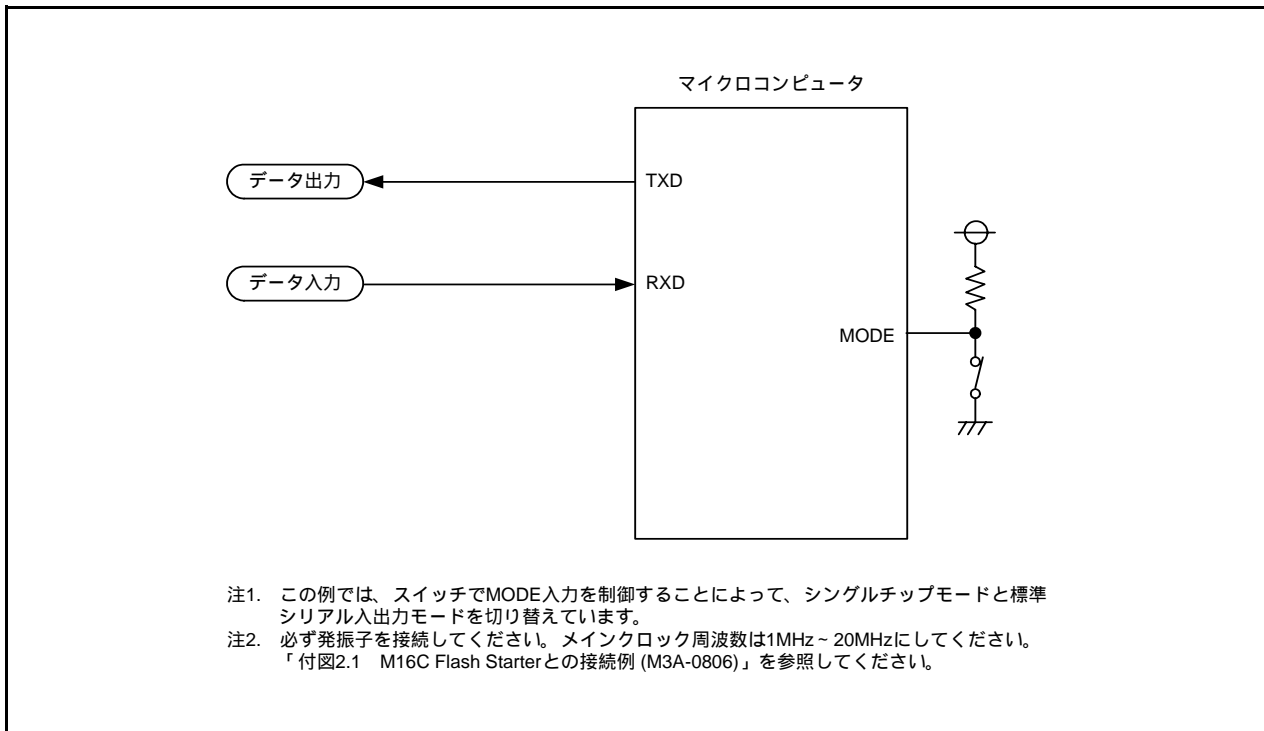 マイクロコンピュータ
データ出力
TXD
データ入力
RXD
MODE
注1. この例では、スイッチでMODE入力を制御することによって、シングルチップモードと標準
シリアル入出力モードを切り替えています。
注2. 必ず発振子を接続してください。メインクロック周波数は1MHz ~ 20MHzにしてください。
「付図2.1 M16C Flash Starterとの接続例 (M3A-0806)」を参照してください。